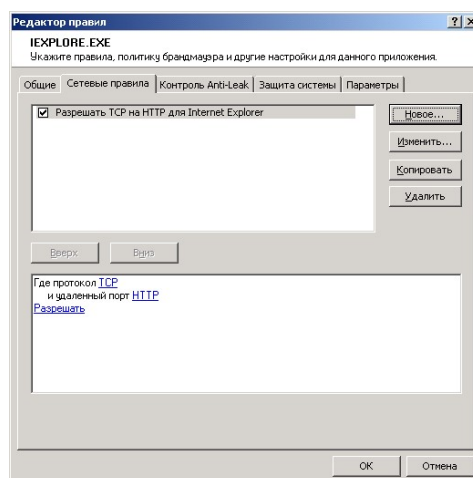 Редактор правил
IEXPLORE.EXE
Укажите правила, политику брандмауэра и другие настройки для данного приложения.
Общие Сетевые правила Контроль Anti-Leak Защита системы Параметры
Разрешать TCP на HTTP для Internet Explorer
Новое...
Изменить...
Копировать
Удалить
Вверх Вниз
Где протокол TCP
и удаленный порт HTTP
Разрешать
OK Отмена